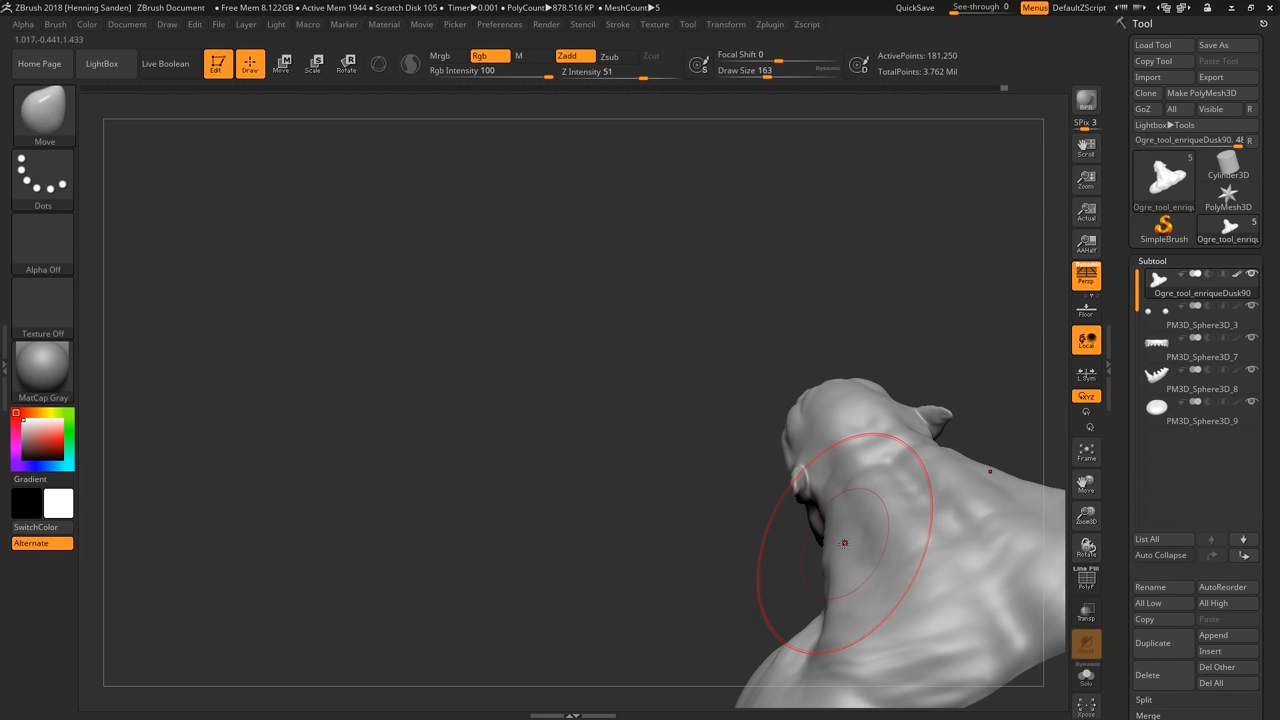 ZBrush 2018 [Henning Sanden] ZBrush Document • Free Mem 8.122GB • Active Mem 1944 • Scratch Disk 105 • Timer▶0.001 • PolyCount▶878.516 KP • MeshCount▶5 QuickSave See-through 0 Menus DefaultZScript
Alpha Brush Color Document Draw Edit File Layer Light Macro Marker Material Movie Picker Preferences Render Stencil Stroke Texture Tool Transform Zplugin Zscript
1.017,-0.441,1.433
Home Page LightBox Live Boolean Edit Draw Move Scale Rotate
Mrgb Rgb M Zadd Zsub Zcut
Rgb Intensity 100 Z Intensity 51
S
Focal Shift 0
Draw Size 163 Dynamic
D
ActivePoints: 181,250
TotalPoints: 3.762 Mil
Move
Dots
Alpha Off
Texture Off
MatCap Gray
Gradient
SwitchColor
Alternate
BPR
SPix 3
Scroll
Zoom
Actual
AAHalf
Dynamic
Persp
Floor
Local
L.Sym
XYZ
Frame
Move
Zoom3D
Rotate
Line Fill
PolyF
Transp
Dynamic
Solo
Xpose
Tool
Load Tool Save As
Copy Tool Paste Tool
Import Export
Clone Make PolyMesh3D
GoZ All Visible R
Lightbox▶Tools
Ogre_tool_enriqueDusk90. 48 R
5
Ogre_tool_enriqu
Cylinder3D
PolyMesh3D
SimpleBrush
5
Ogre_tool_enriqu
Subtool
Ogre_tool_enriqueDusk90
PM3D_Sphere3D_3
PM3D_Sphere3D_7
PM3D_Sphere3D_8
PM3D_Sphere3D_9
List All
Auto Collapse
Rename AutoReorder
All Low All High
Copy Paste
Duplicate Append
Insert
Delete Del Other
Del All
Split
Merge